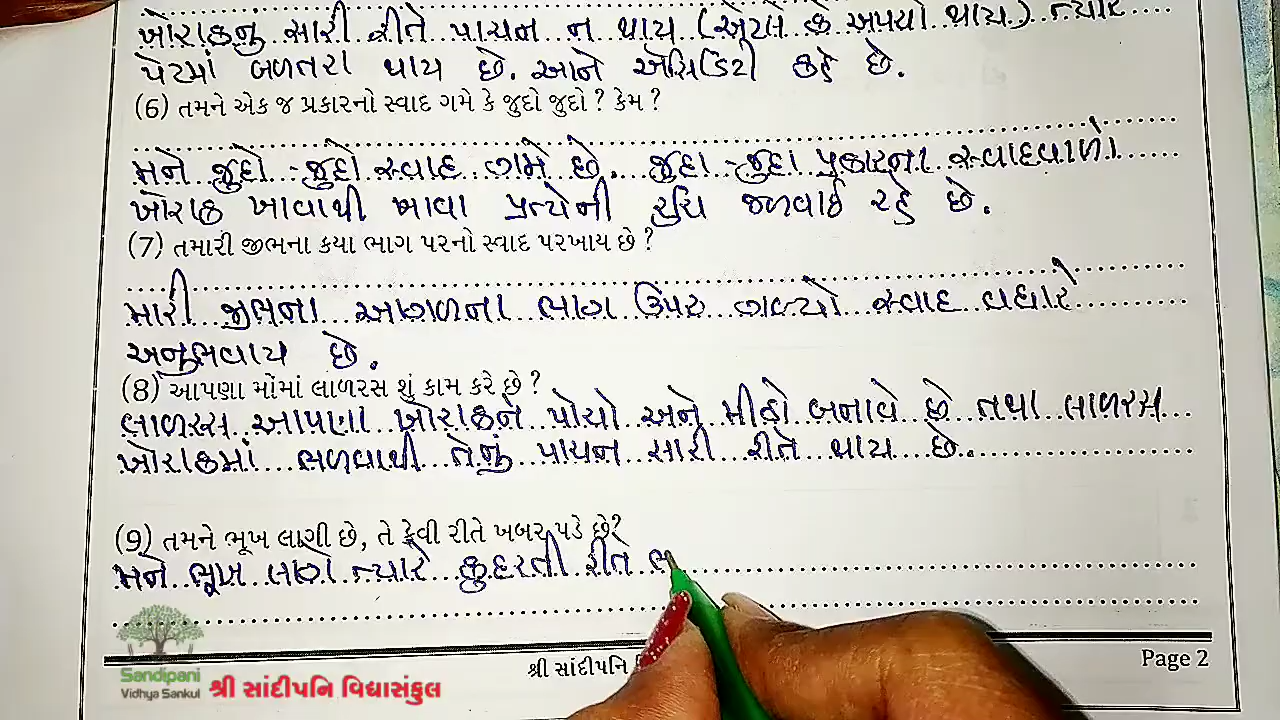 ખોરાકનું સારી રીતે પાચન ન થાય (એટલે કે અપચો થાય.) ત્યારે
પેટમાં બળતરા થાય છે. આને એસિડિટી કહે છે.
(6) તમને એક જ પ્રકારનો સ્વાદ ગમે કે જુદો જુદો ? કેમ ?
મને જુદો - જુદો સ્વાદ ગમે છે. જુદા - જુદા પ્રકારના સ્વાદવાળો
ખોરાક ખાવાથી ખાવા પ્રત્યેની રુચિ જળવાઈ રહે છે.
(7) તમારી જીભના કયા ભાગ પરનો સ્વાદ પરખાય છે ?
મારી જીભના આગળના ભાગ ઉપર ગળ્યો સ્વાદ વધારે
અનુભવાય છે.
(8) આપણા મોંમાં લાળરસ શું કામ કરે છે ?
લાળરસ આપણા ખોરાકને પોચો અને મીઠો બનાવે છે તથા લાળરસ
ખોરાકમાં ભળવાથી તેનું પાચન સારી રીતે થાય છે.
(9) તમને ભૂખ લાગી છે, તે કેવી રીતે ખબર પડે છે?
મને ભૂખ લાગે ત્યારે કુદરતી રીતે ભ
શ્રી સાંદીપનિ
Page 2
Sandipani
Vidhya Sankul
શ્રી સાંદીપનિ વિદ્યાસંકુલ